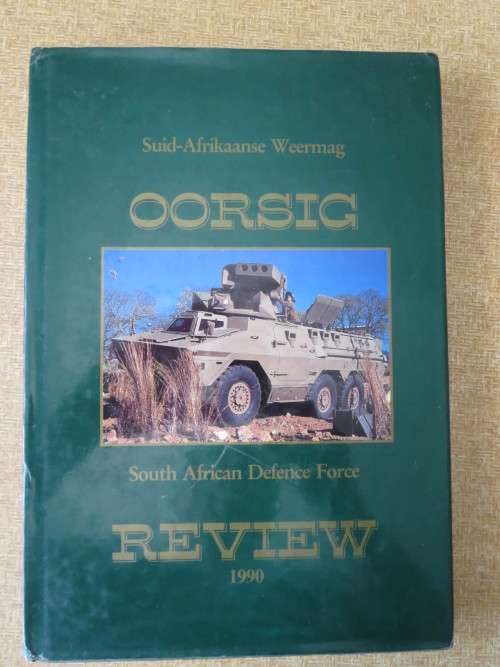 Suid-Afrikaanse Weermag
OORSIG
South African Defence Force
REVIEW
1990